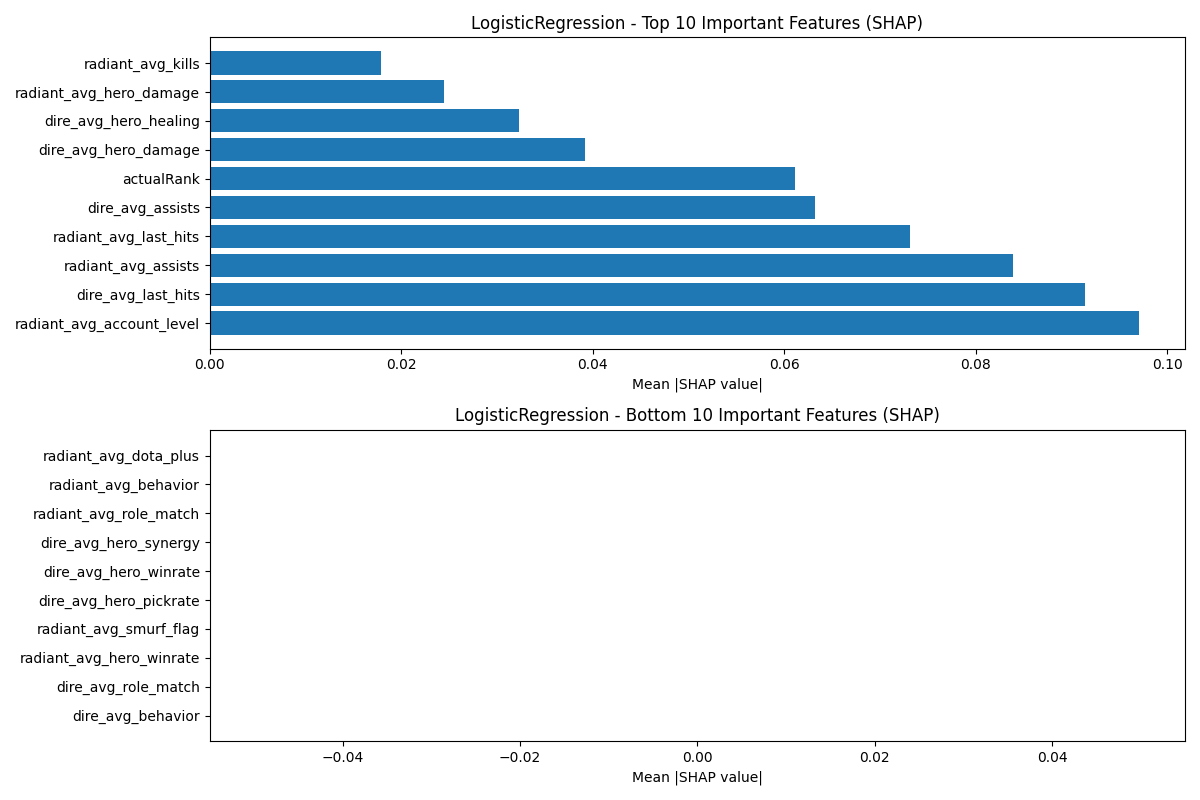 LogisticRegression - Top 10 Important Features (SHAP)
radiant_avg_kills
radiant_avg_hero_damage
dire_avg_hero_healing
dire_avg_hero_damage
actualRank
dire_avg_assists
radiant_avg_last_hits
radiant_avg_assists
dire_avg_last_hits
radiant_avg_account_level
0.00 0.02 0.04 0.06 0.08 0.10
Mean |SHAP value|
LogisticRegression - Bottom 10 Important Features (SHAP)
radiant_avg_dota_plus
radiant_avg_behavior
radiant_avg_role_match
dire_avg_hero_synergy
dire_avg_hero_winrate
dire_avg_hero_pickrate
radiant_avg_smurf_flag
radiant_avg_hero_winrate
dire_avg_role_match
dire_avg_behavior
−0.04 −0.02 0.00 0.02 0.04
Mean |SHAP value|